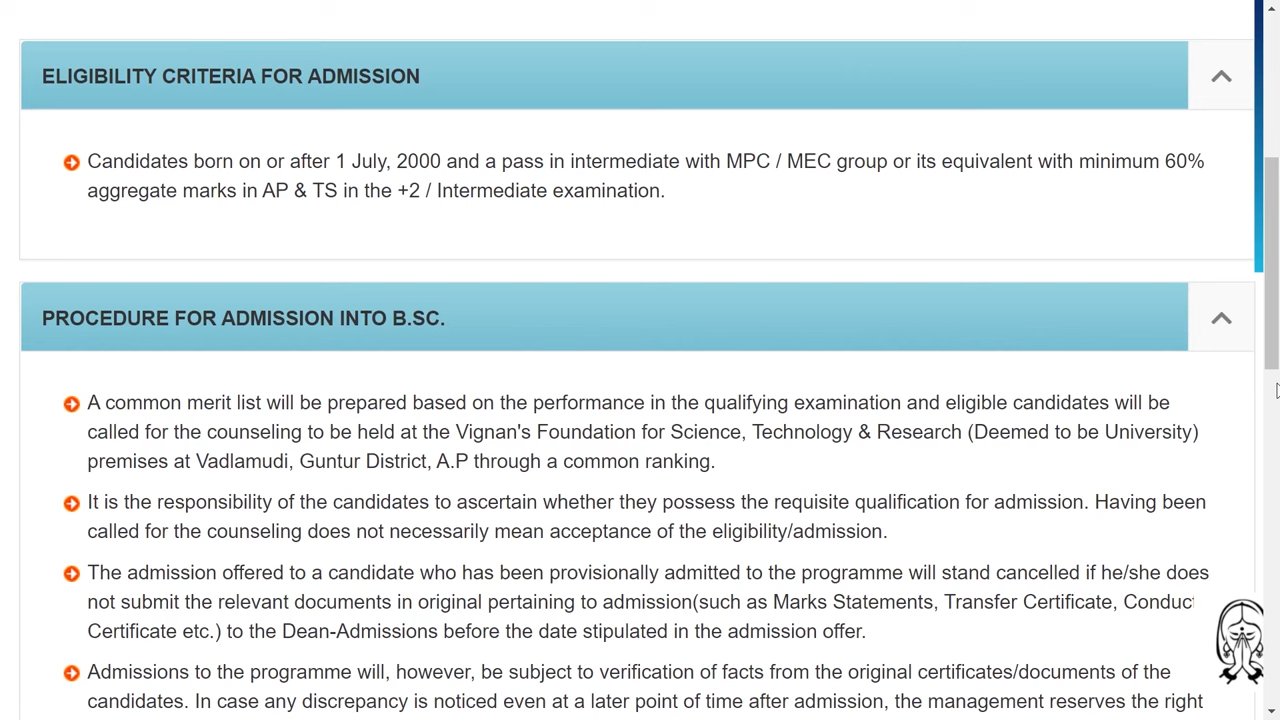 ELIGIBILITY CRITERIA FOR ADMISSION
Candidates born on or after 1 July, 2000 and a pass in intermediate with MPC / MEC group or its equivalent with minimum 60%
aggregate marks in AP & TS in the +2 / Intermediate examination.
PROCEDURE FOR ADMISSION INTO B.SC.
A common merit list will be prepared based on the performance in the qualifying examination and eligible candidates will be
called for the counseling to be held at the Vignan's Foundation for Science, Technology & Research (Deemed to be University)
premises at Vadlamudi, Guntur District, A.P through a common ranking.
It is the responsibility of the candidates to ascertain whether they possess the requisite qualification for admission. Having been
called for the counseling does not necessarily mean acceptance of the eligibility/admission.
The admission offered to a candidate who has been provisionally admitted to the programme will stand cancelled if he/she does
not submit the relevant documents in original pertaining to admission(such as Marks Statements, Transfer Certificate, Conduct
Certificate etc.) to the Dean-Admissions before the date stipulated in the admission offer.
Admissions to the programme will, however, be subject to verification of facts from the original certificates/documents of the
candidates. In case any discrepancy is noticed even at a later point of time after admission, the management reserves the right